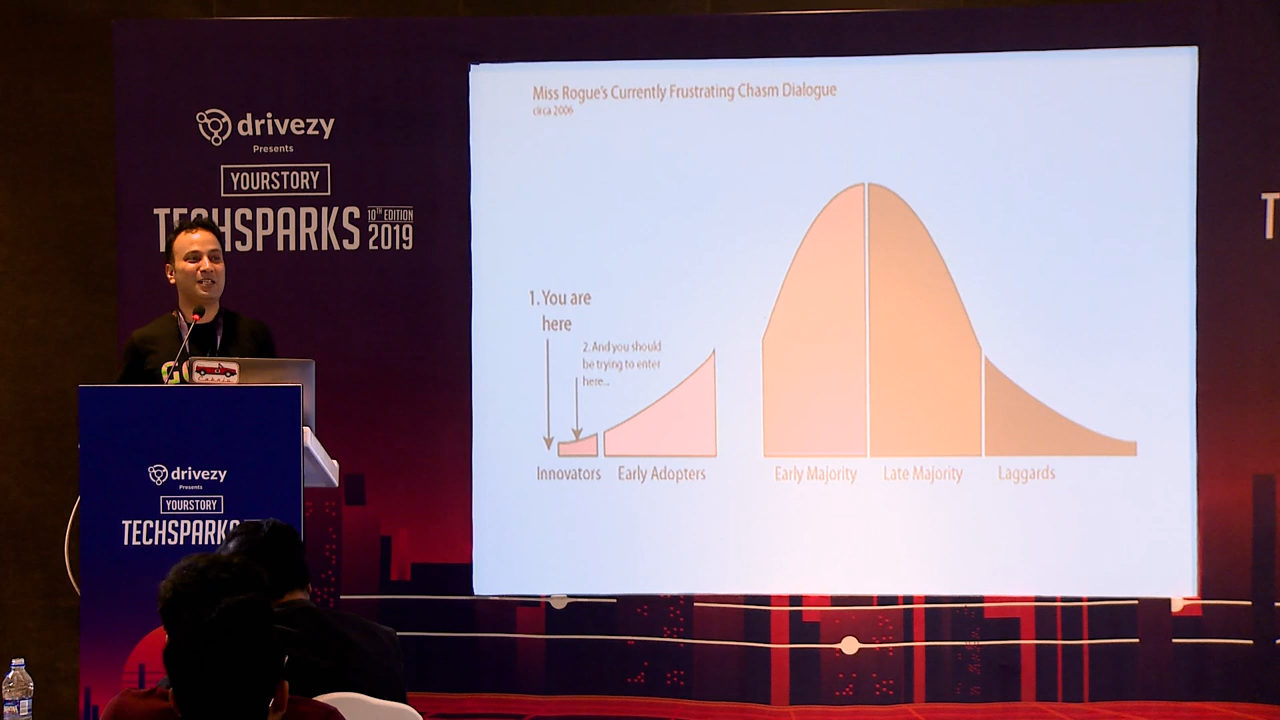 drivezy
Presents
YOURSTORY
TECHSPARKS
10TH EDITION
2019
Miss Rogue's Currently Frustrating Chasm Dialogue
circa 2006
1. You are
here
2. And you should
be trying to enter
here...
Innovators
Early Adopters
Early Majority
Late Majority
Laggards
drivezy
Presents
YOURSTORY
TECHSPARKS
T